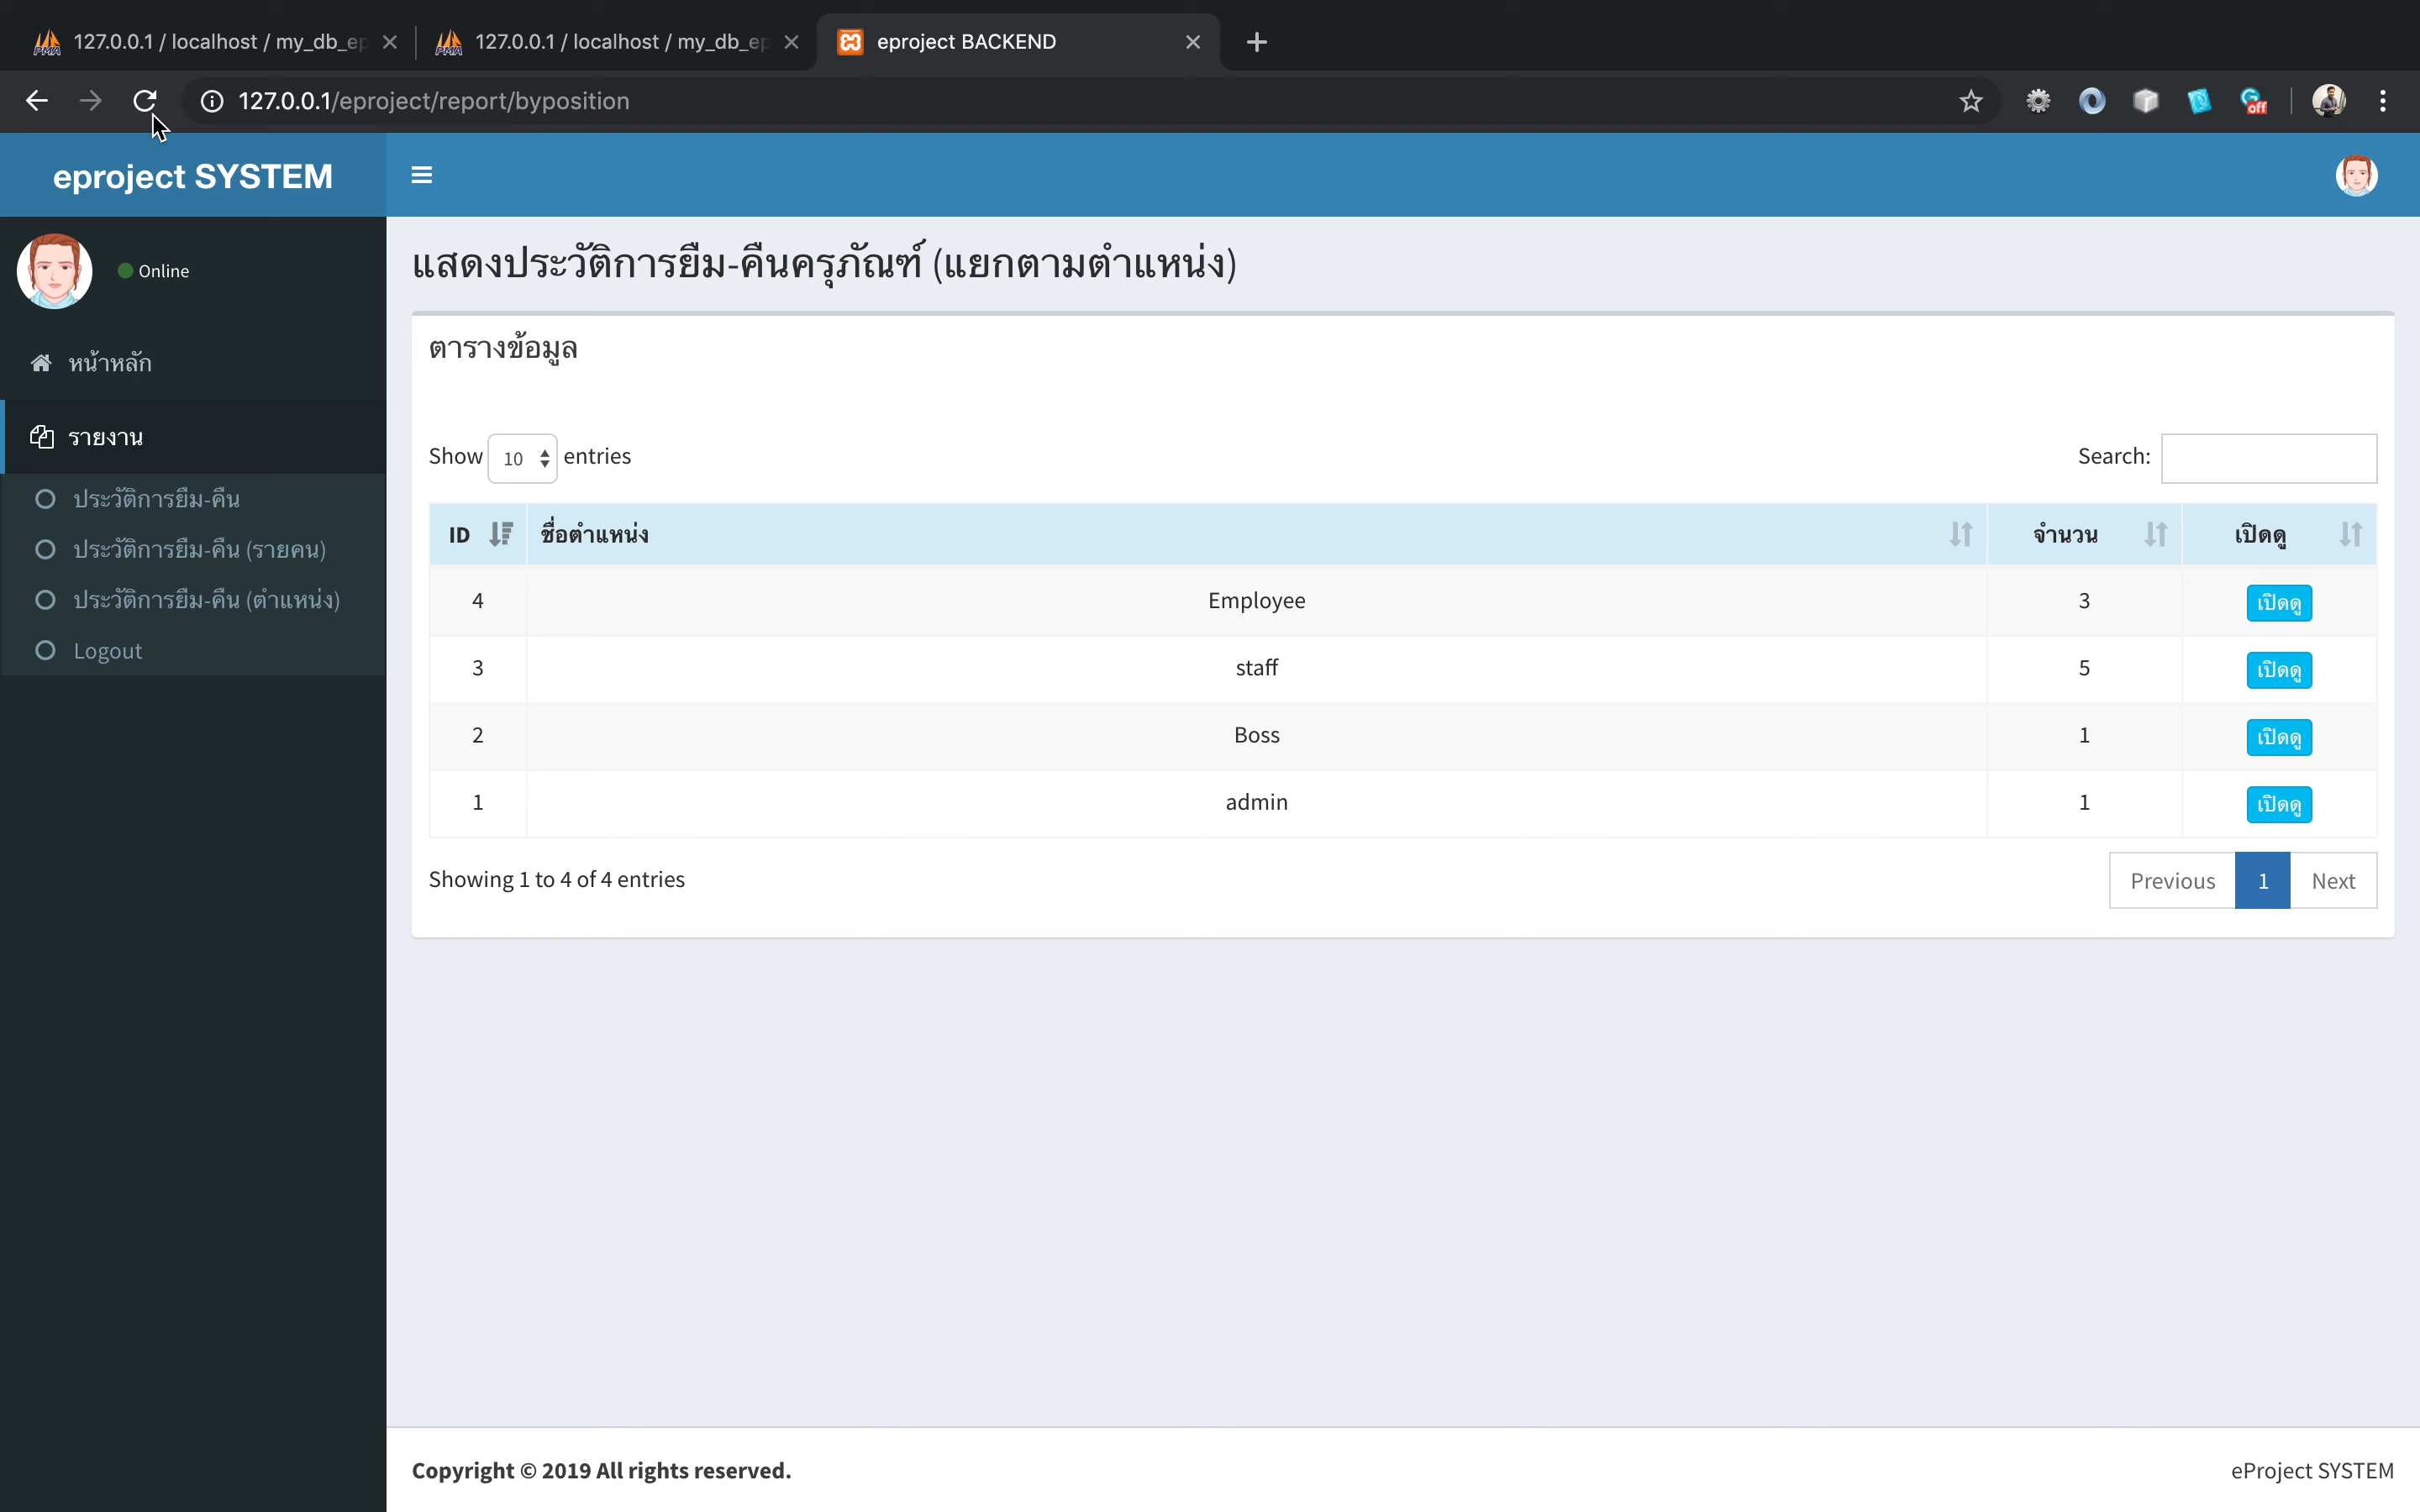 127.0.0.1 / localhost / my_db_ep
127.0.0.1 / localhost / my_db_ep
eproject BACKEND
127.0.0.1/eproject/report/byposition
off
eproject SYSTEM
Online
หน้าหลัก
รายงาน
ประวัติการยืม-คืน
ประวัติการยืม-คืน (รายคน)
ประวัติการยืม-คืน (ตำแหน่ง)
Logout
แสดงประวัติการยืม-คืนครุภัณฑ์ (แยกตามตำแหน่ง)
ตารางข้อมูล
Show 10 entries
Search:
ID ชื่อตำแหน่ง จำนวน เปิดดู
4 Employee 3 เปิดดู
3 staff 5 เปิดดู
2 Boss 1 เปิดดู
1 admin 1 เปิดดู
Showing 1 to 4 of 4 entries
Previous 1 Next
Copyright © 2019 All rights reserved.
eProject SYSTEM